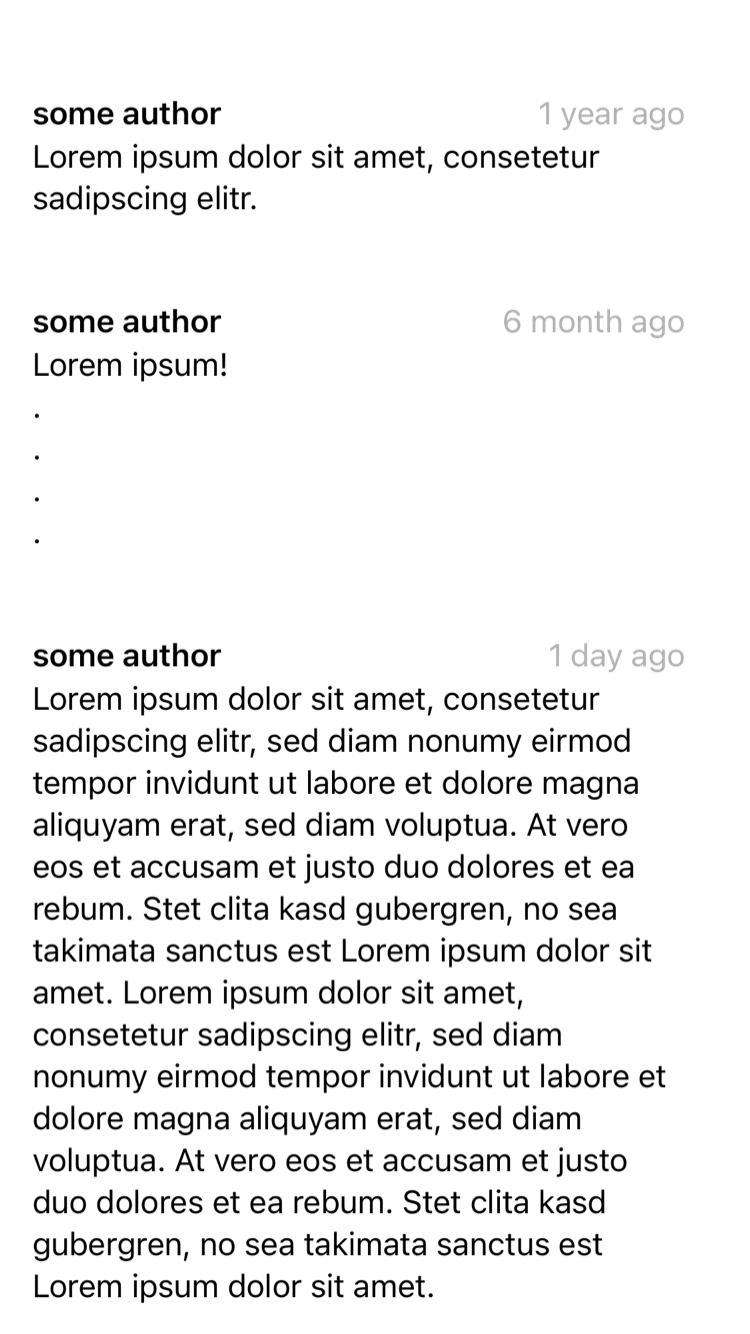 some author 1 year ago
Lorem ipsum dolor sit amet, consetetur
sadipscing elitr.
some author 6 month ago
Lorem ipsum!
.
.
.
.
some author 1 day ago
Lorem ipsum dolor sit amet, consetetur
sadipscing elitr, sed diam nonumy eirmod
tempor invidunt ut labore et dolore magna
aliquyam erat, sed diam voluptua. At vero
eos et accusam et justo duo dolores et ea
rebum. Stet clita kasd gubergren, no sea
takimata sanctus est Lorem ipsum dolor sit
amet. Lorem ipsum dolor sit amet,
consetetur sadipscing elitr, sed diam
nonumy eirmod tempor invidunt ut labore et
dolore magna aliquyam erat, sed diam
voluptua. At vero eos et accusam et justo
duo dolores et ea rebum. Stet clita kasd
gubergren, no sea takimata sanctus est
Lorem ipsum dolor sit amet.